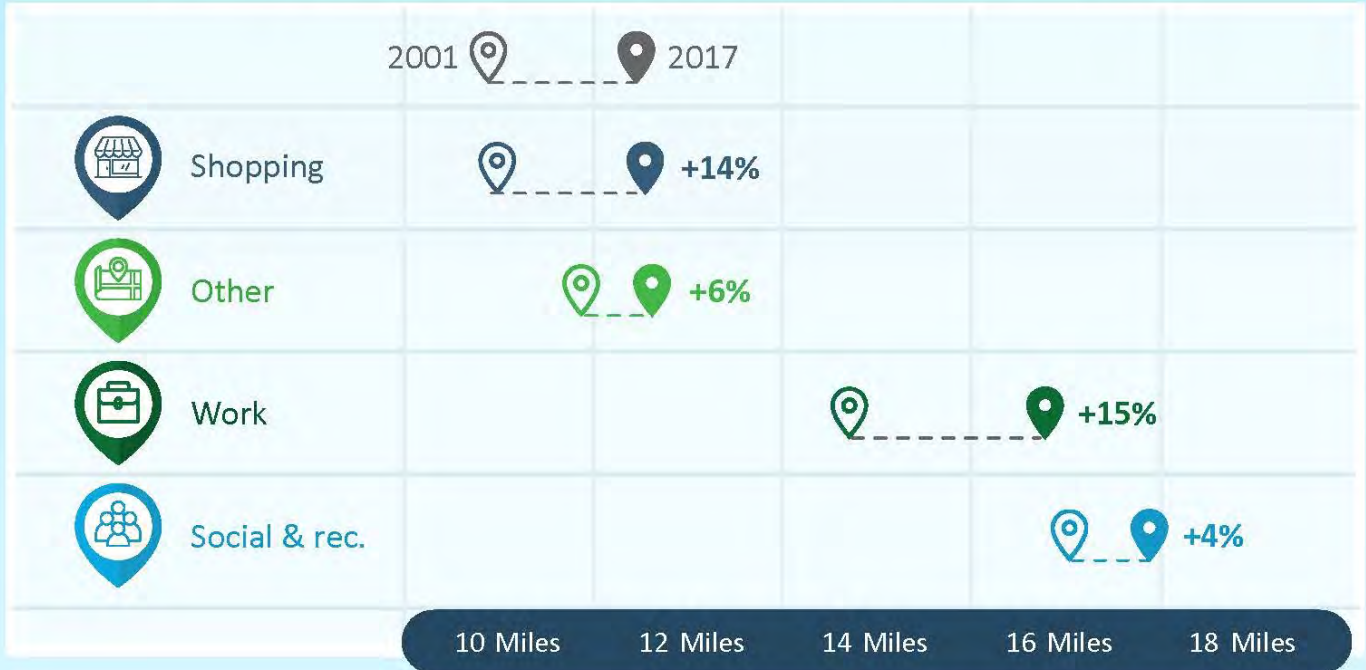 2001 2017
Shopping +14%
Other +6%
Work +15%
Social & rec. +4%
10 Miles 12 Miles 14 Miles 16 Miles 18 Miles